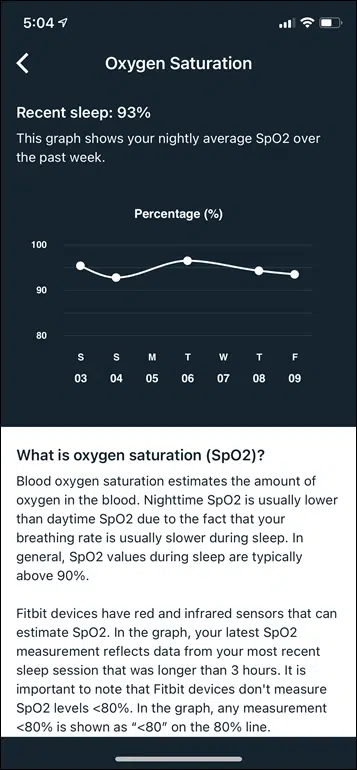 5:04
Oxygen Saturation
Recent sleep: 93%
This graph shows your nightly average SpO2 over
the past week.
Percentage (%)
100
90
80
S S M T W T F
03 04 05 06 07 08 09
What is oxygen saturation (SpO2)?
Blood oxygen saturation estimates the amount of
oxygen in the blood. Nighttime SpO2 is usually lower
than daytime SpO2 due to the fact that your
breathing rate is usually slower during sleep. In
general, SpO2 values during sleep are typically
above 90%.
Fitbit devices have red and infrared sensors that can
estimate SpO2. In the graph, your latest SpO2
measurement reflects data from your most recent
sleep session that was longer than 3 hours. It is
important to note that Fitbit devices don't measure
SpO2 levels <80%. In the graph, any measurement
<80% is shown as “<80” on the 80% line.